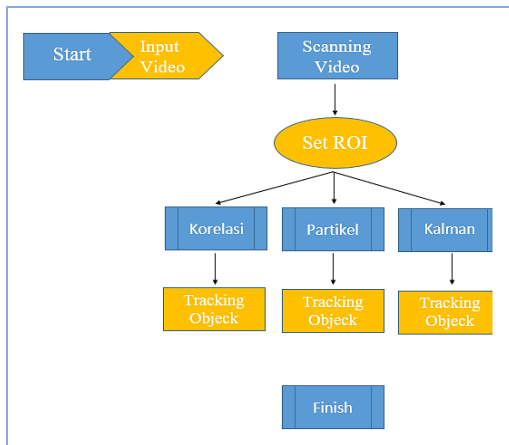 Start
Input
Video
Scanning
Video
Set ROI
Korelasi
Partikel
Kalman
Tracking
Objeck
Tracking
Objeck
Tracking
Objeck
Finish